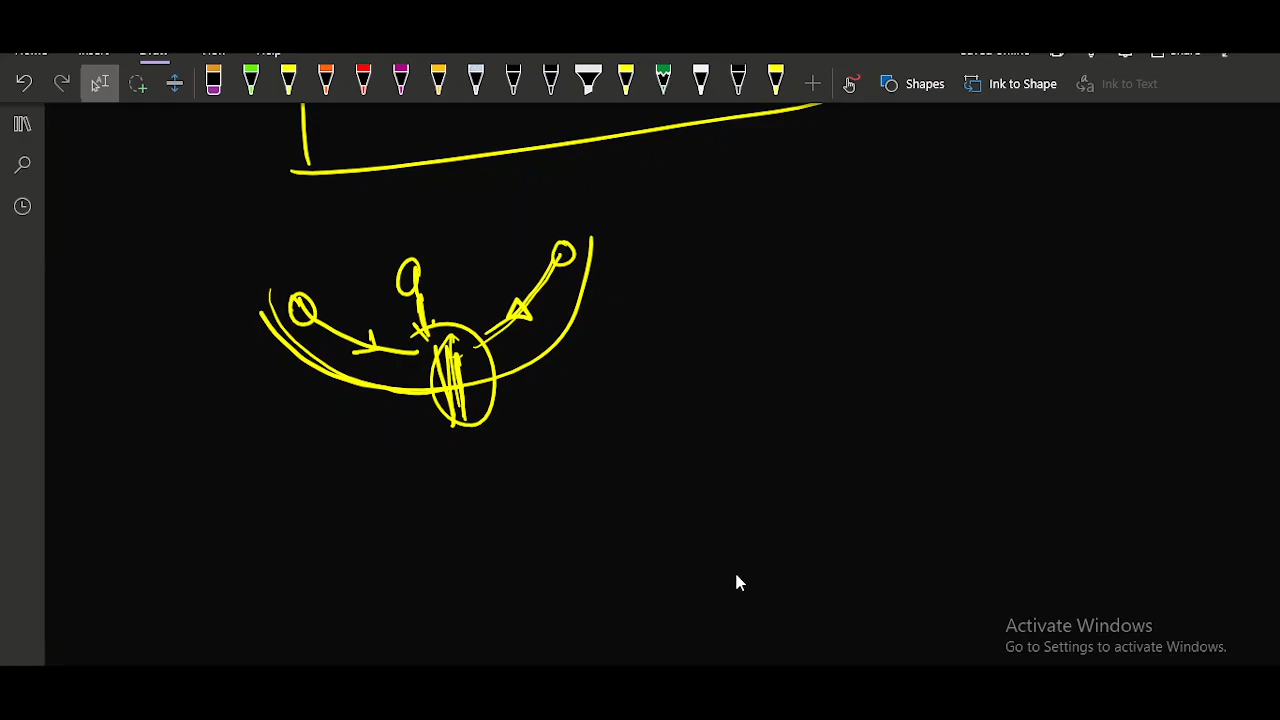 Shapes
Ink to Shape
Ink to Text
Activate Windows
Go to Settings to activate Windows.